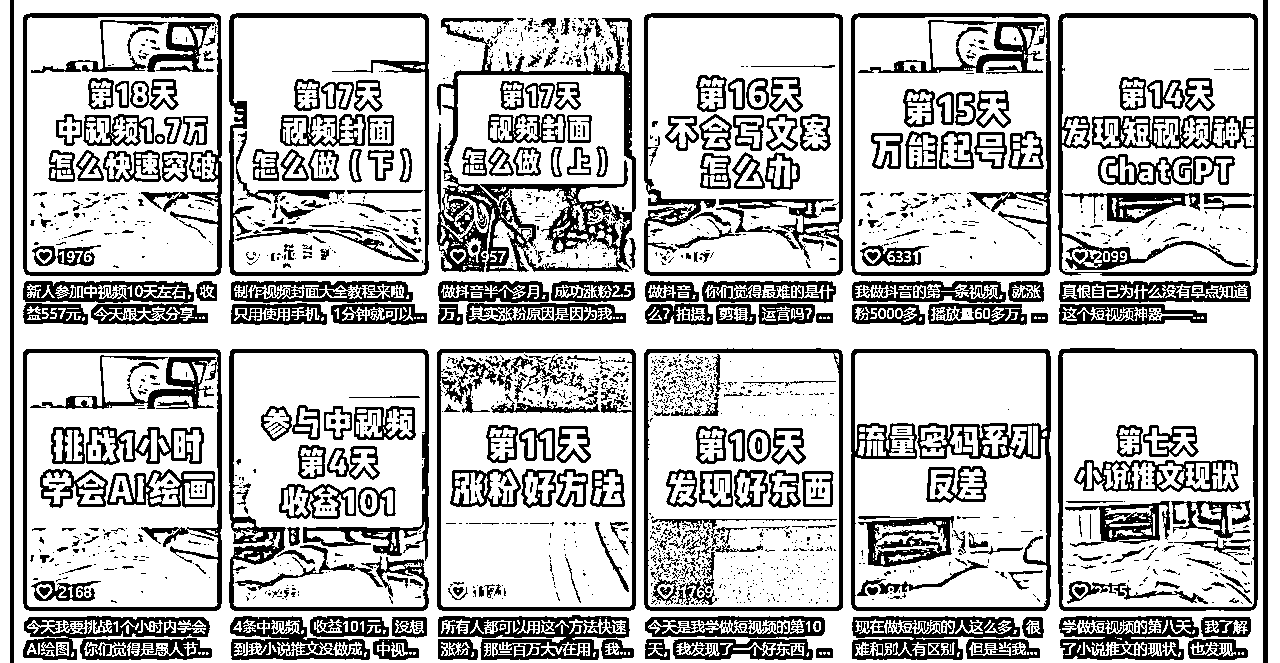 第18天
中视频1.7万
怎么快速突破
1976
新人参加中视频10天左右，收
益557元，今天跟大家分享...
第17天
视频封面
怎么做（下）
制作视频封面大全教程来啦，
只用使用手机，1分钟就可以...
第17天
视频封面
怎么做（上）
1957
做抖音半个多月，成功涨粉2.5
万，其实涨粉原因是因为我...
第16天
不会写文案
怎么办
做抖音，你们觉得最难的是什
么？拍摄，剪辑，运营吗？...
第15天
万能起号法
6331
我做抖音的第一条视频，就涨
粉5000多，播放量60多万，...
第14天
发现短视频神器
ChatGPT
2099
真恨自己为什么没有早点知道
这个短视频神器——...
挑战1小时
学会AI绘画
2168
今天我要挑战1个小时内学会
AI绘图，你们觉得是愚人节...
参与中视频
第4天
收益101
4条中视频，收益101元，没想
到我小说推文没做成，中视...
第11天
涨粉好方法
所有人都可以用这个方法快速
涨粉，那些百万大v在用，我...
第10天
发现好东西
1769
今天是我学做短视频的第10
天，我发现了一个好东西，...
流量密码系列1
反差
现在做短视频的人这么多，很
难和别人有区别，但是当我...
第七天
小说推文现状
学做短视频的第八天，我了解
了小说推文的现状，也发现...